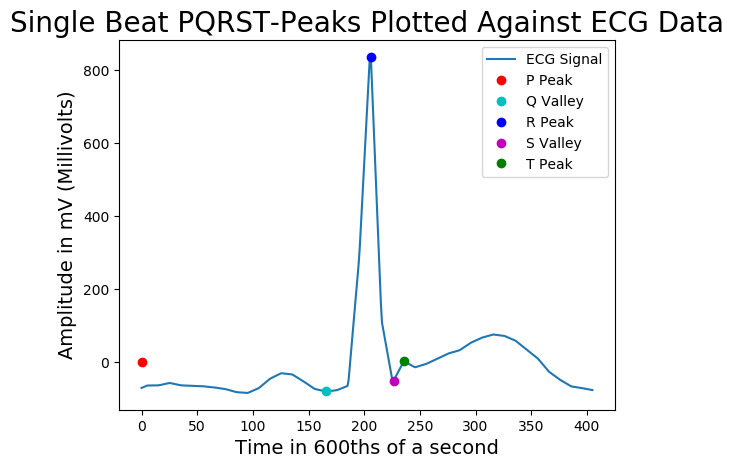 Single Beat PQRST-Peaks Plotted Against ECG Data
Amplitude in mV (Millivolts)
800
600
400
200
0
ECG Signal
P Peak
Q Valley
R Peak
S Valley
T Peak
0 50 100 150 200 250 300 350 400
Time in 600ths of a second